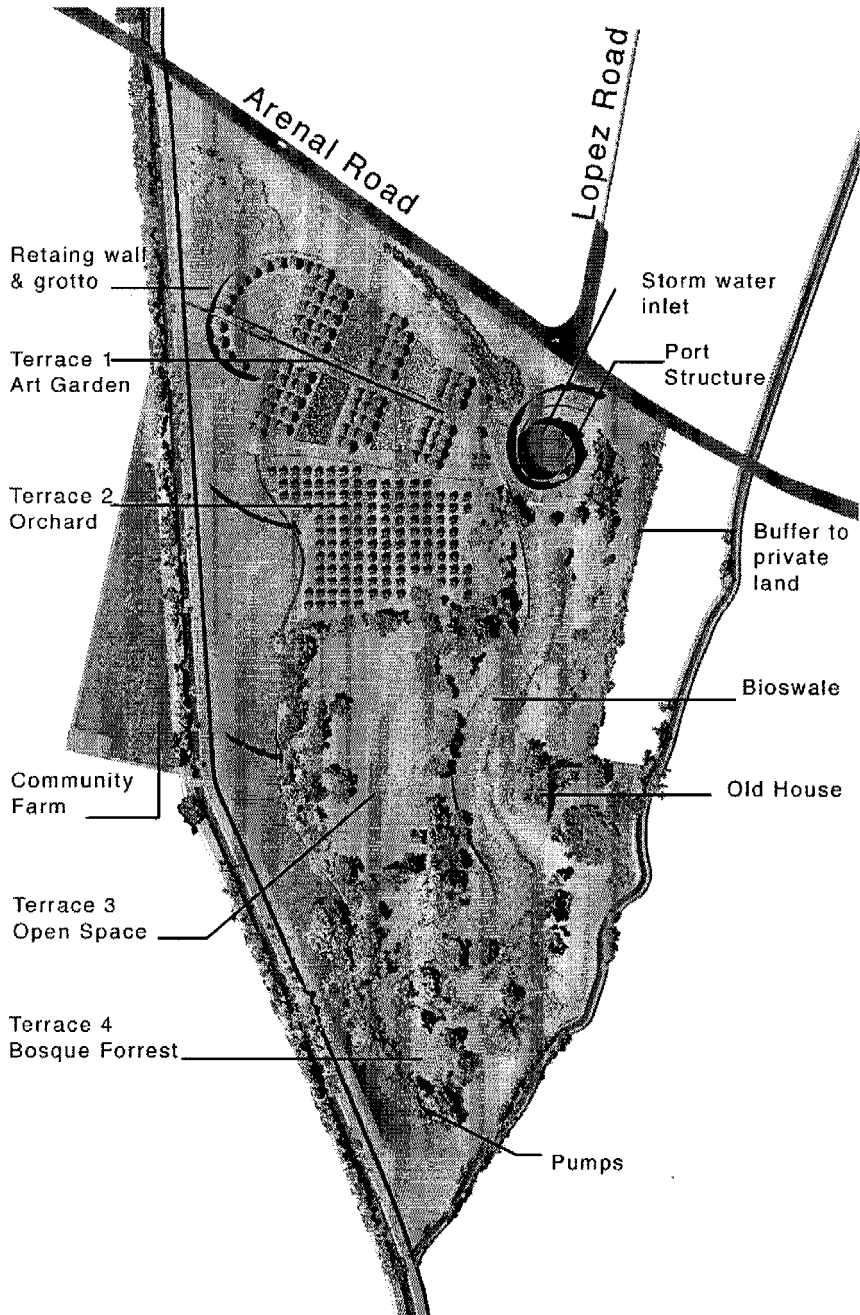 Arenal Road
Lopez Road
Retaing wall
& grotto
Storm water
inlet
Port
Structure
Terrace 1
Art Garden
Terrace 2
Orchard
Buffer to
private
land
Bioswale
Community
Farm
Old House
Terrace 3
Open Space
Terrace 4
Bosque Forrest
Pumps